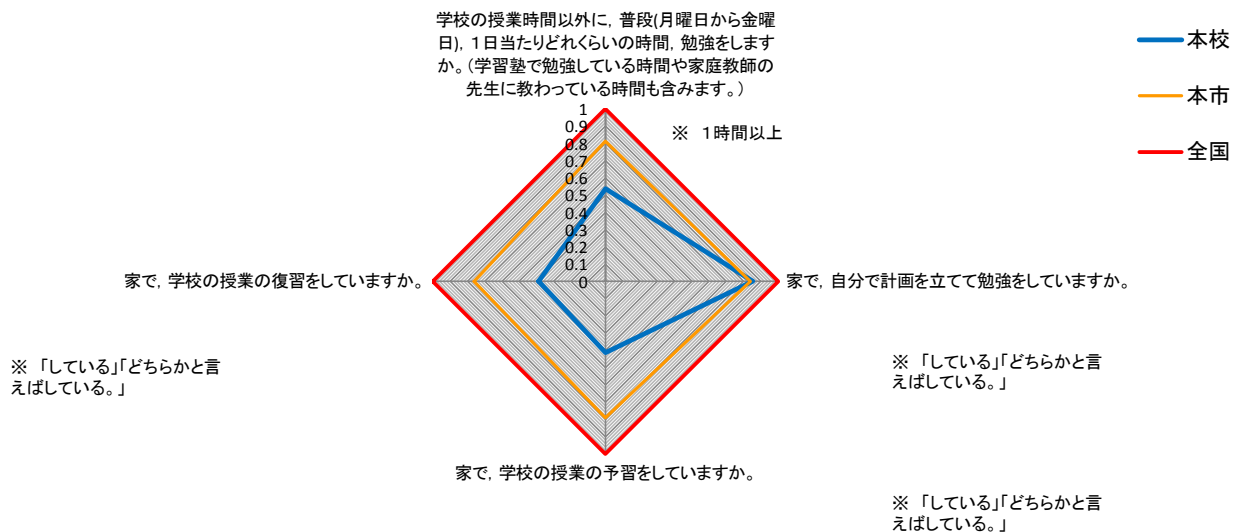 学校の授業時間以外に, 普段(月曜日から金曜
日), 1日当たりどれくらいの時間, 勉強をします
か。(学習塾で勉強している時間や家庭教師の
先生に教わっている時間も含みます。)
※ 1時間以上
本校
本市
全国
1
0.9
0.8
0.7
0.6
0.5
0.4
0.3
0.2
0.1
0
家で, 学校の授業の復習をしていますか。
家で, 自分で計画を立てて勉強をしていますか。
※ 「している」「どちらかと言
えばしている。」
※ 「している」「どちらかと言
えばしている。」
家で, 学校の授業の予習をしていますか。
※ 「している」「どちらかと言
えばしている。」